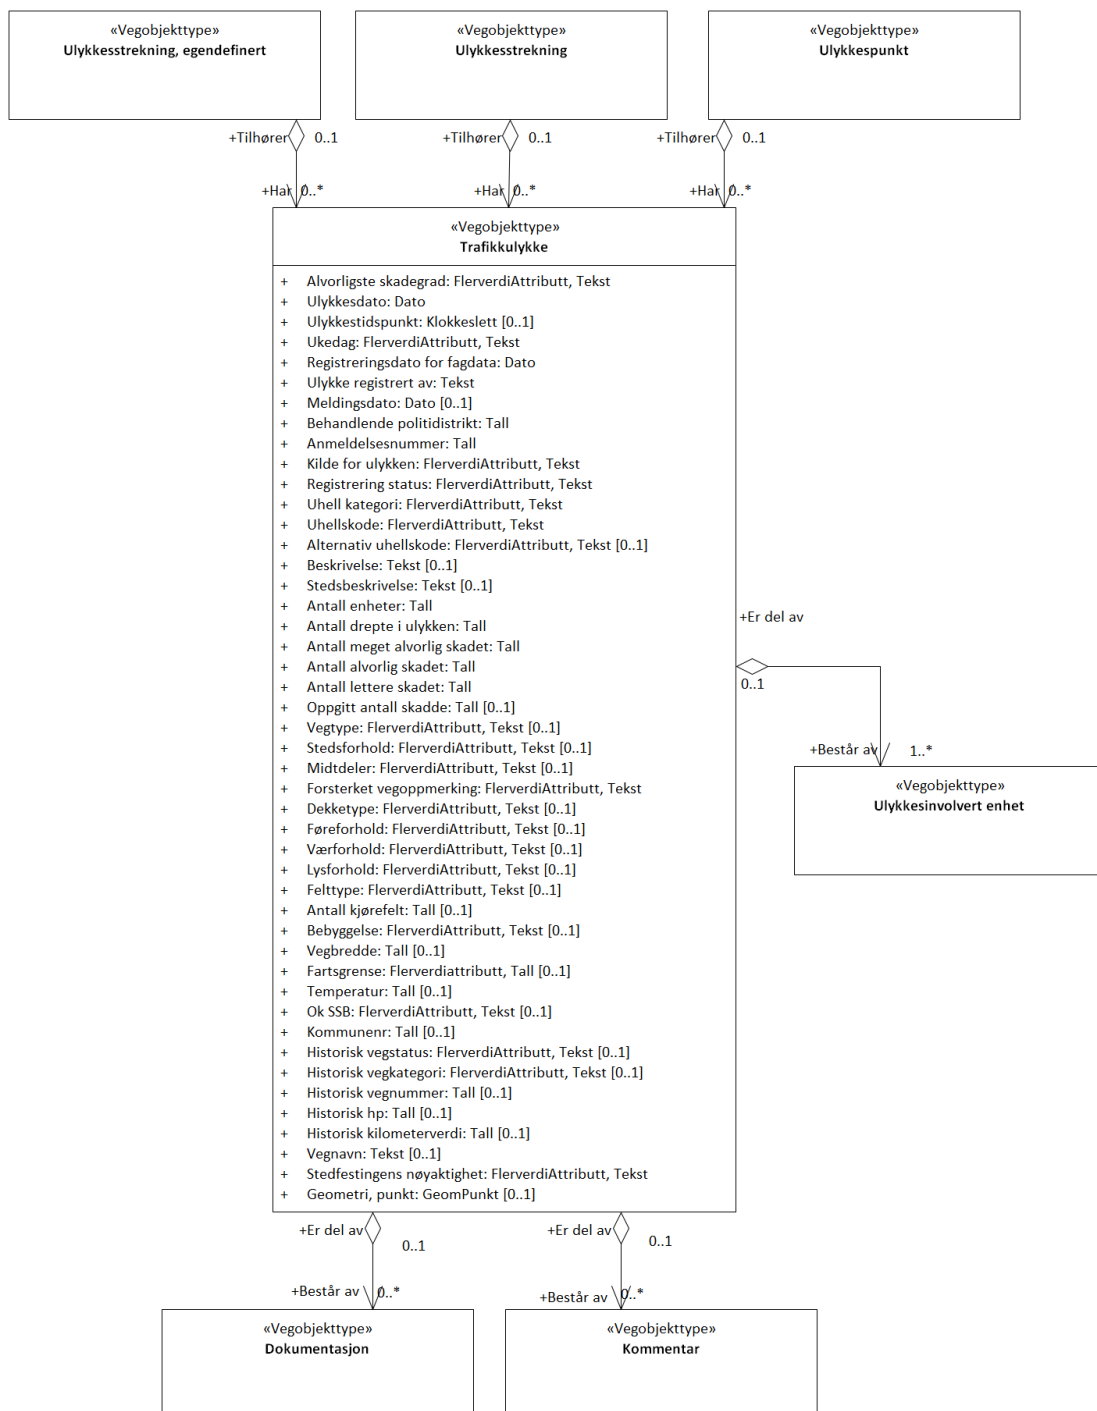 «Vegobjekttype»
Ulykkesstrekning, egendefinert
«Vegobjekttype»
Ulykkesstrekning
«Vegobjekttype»
Ulykkespunkt
+Tilhører 0..1
+Tilhører 0..1
+Tilhører 0..1
+Har 0..*
+Har 0..*
+Har 0..*
«Vegobjekttype»
Trafikkulykke
+ Alvorligste skadegrad: FlerverdiAttributt, Tekst
+ Ulykkesdato: Dato
+ Ulykkestidspunkt: Klokkeslett [0..1]
+ Ukedag: FlerverdiAttributt, Tekst
+ Registreringsdato for fagdata: Dato
+ Ulykke registrert av: Tekst
+ Meldingsdato: Dato [0..1]
+ Behandlende politidistrikt: Tall
+ Anmeldelsesnummer: Tall
+ Kilde for ulykken: FlerverdiAttributt, Tekst
+ Registrering status: FlerverdiAttributt, Tekst
+ Uhell kategori: FlerverdiAttributt, Tekst
+ Uhellskode: FlerverdiAttributt, Tekst
+ Alternativ uhellskode: FlerverdiAttributt, Tekst [0..1]
+ Beskrivelse: Tekst [0..1]
+ Stedsbeskrivelse: Tekst [0..1]
+ Antall enheter: Tall
+ Antall drepte i ulykken: Tall
+ Antall meget alvorlig skadet: Tall
+ Antall alvorlig skadet: Tall
+ Antall lettere skadet: Tall
+ Oppgitt antall skadde: Tall [0..1]
+ Vegtype: FlerverdiAttributt, Tekst [0..1]
+ Stedsforhold: FlerverdiAttributt, Tekst [0..1]
+ Midtdeler: FlerverdiAttributt, Tekst [0..1]
+ Forsterket vegoppmerking: FlerverdiAttributt, Tekst
+ Dekketype: FlerverdiAttributt, Tekst [0..1]
+ Føreforhold: FlerverdiAttributt, Tekst [0..1]
+ Værforhold: FlerverdiAttributt, Tekst [0..1]
+ Lysforhold: FlerverdiAttributt, Tekst [0..1]
+ Felttype: FlerverdiAttributt, Tekst [0..1]
+ Antall kjørefelt: Tall [0..1]
+ Bebyggelse: FlerverdiAttributt, Tekst [0..1]
+ Vegbredde: Tall [0..1]
+ Fartsgrense: Flerverdiattributt, Tall [0..1]
+ Temperatur: Tall [0..1]
+ Ok SSB: FlerverdiAttributt, Tekst [0..1]
+ Kommunenr: Tall [0..1]
+ Historisk vegstatus: FlerverdiAttributt, Tekst [0..1]
+ Historisk vegkategori: FlerverdiAttributt, Tekst [0..1]
+ Historisk vegnummer: Tall [0..1]
+ Historisk hp: Tall [0..1]
+ Historisk kilometerverdi: Tall [0..1]
+ Vegnavn: Tekst [0..1]
+ Stedfestingens nøyaktighet: FlerverdiAttributt, Tekst
+ Geometri, punkt: GeomPunkt [0..1]
+Er del av
0..1
+Består av 1..*
«Vegobjekttype»
Ulykkesinvolvert enhet
+Er del av
0..1
+Er del av
0..1
+Består av 0..*
+Består av 0..*
«Vegobjekttype»
Dokumentasjon
«Vegobjekttype»
Kommentar